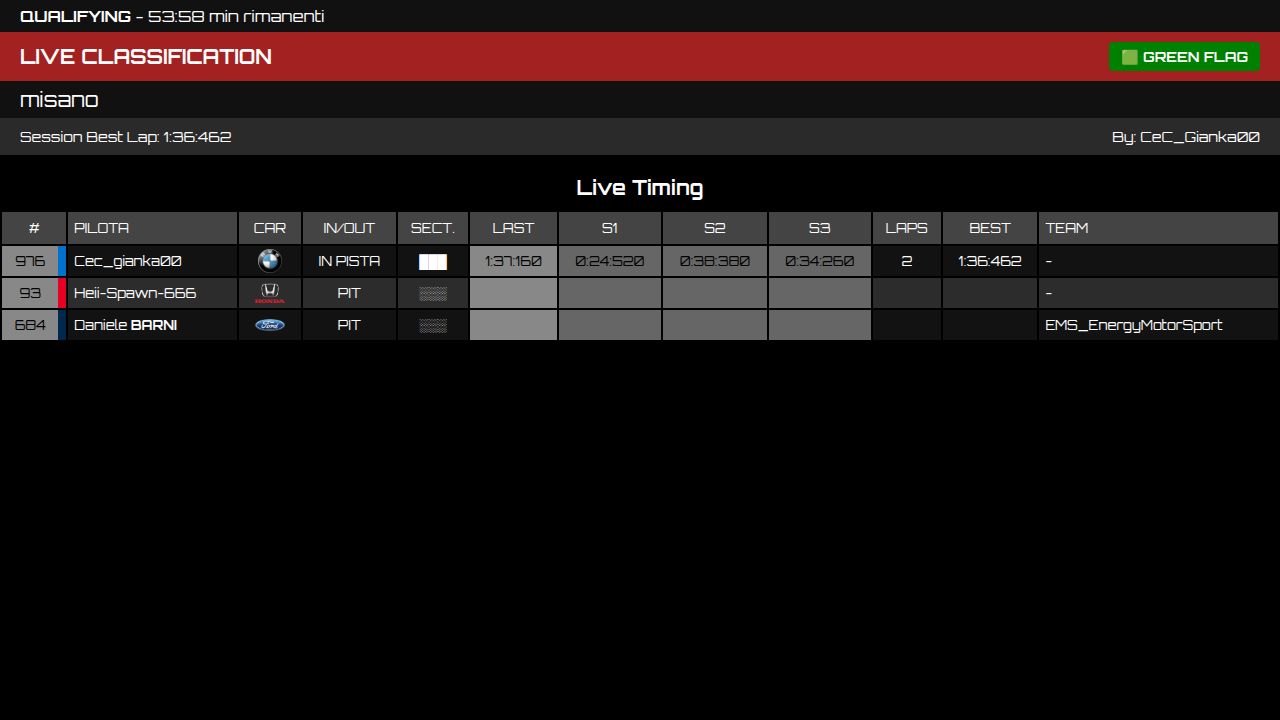 QUALIFYING - 53:58 min rimanenti
LIVE CLASSIFICATION
GREEN FLAG
misano
Session Best Lap: 1:36:462
By: CeC_Gianka00
Live Timing
# PILOTA CAR IN/OUT SECT. LAST S1 S2 S3 LAPS BEST TEAM
976 Cec_gianka00 IN PISTA ███ 1:37:160 0:24:520 0:38:380 0:34:260 2 1:36:462 -
93 Heii-Spawn-666 HONDA PIT ░░░ -
684 Daniele BARNI Ford PIT ░░░ EMS_EnergyMotorSport